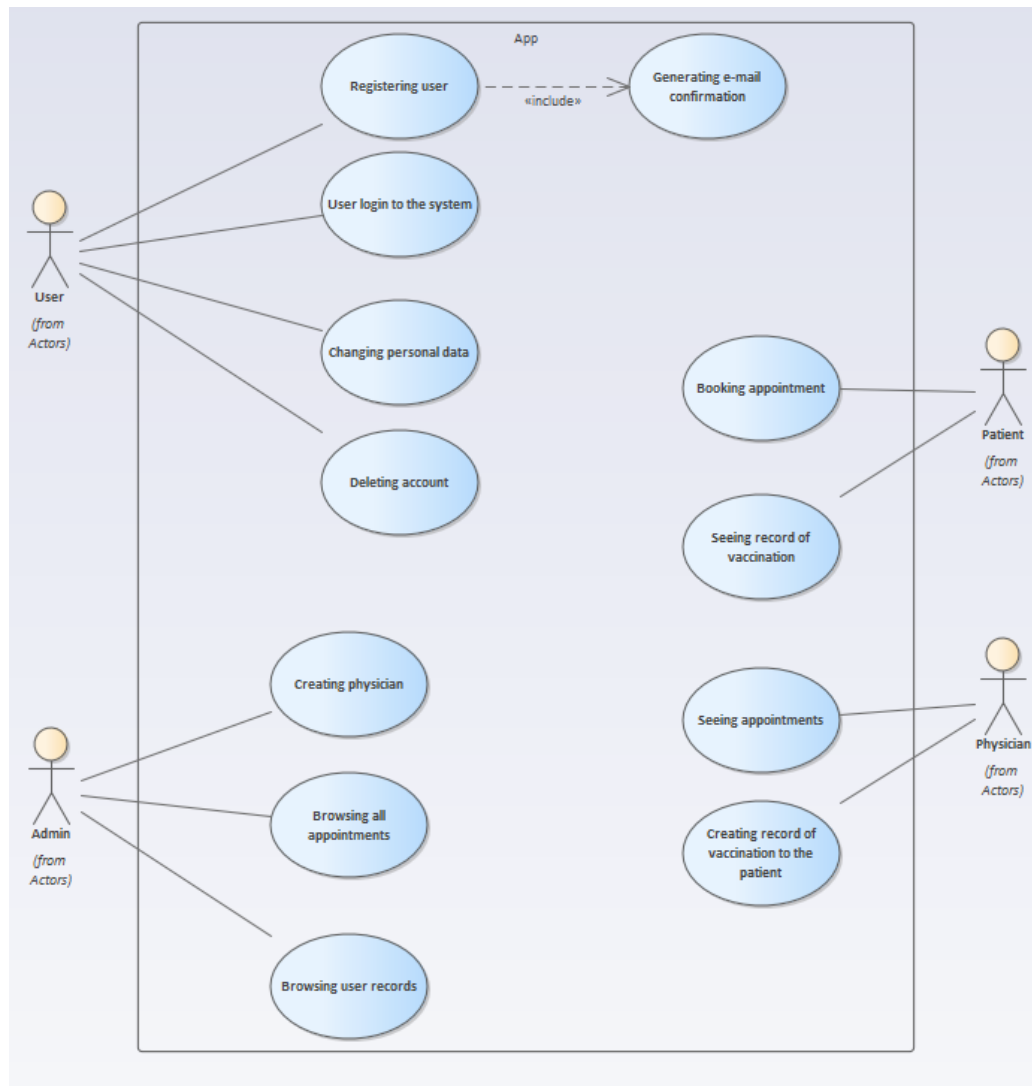 App
Registering user
«include»
Generating e-mail
confirmation
User login to the system
User
(from
Actors)
Changing personal data
Deleting account
Booking appointment
Patient
(from
Actors)
Seeing record of
vaccination
Creating physician
Admin
(from
Actors)
Browsing all
appointments
Browsing user records
Seeing appointments
Physician
(from
Actors)
Creating record of
vaccination to the
patient